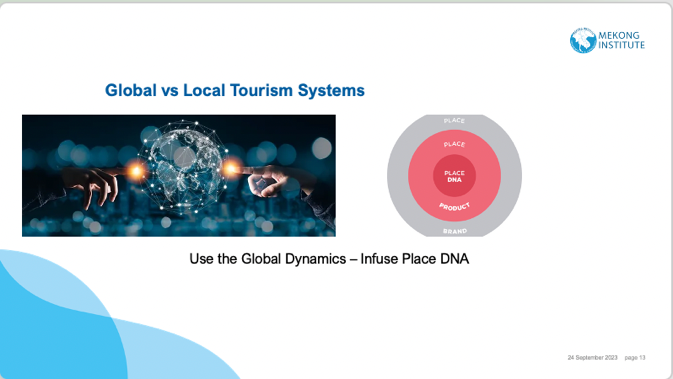 MEKONG
INSTITUTE
Global vs Local Tourism Systems
PLACE
PLACE
PLACE
DNA
PRODUCT
BRAND
Use the Global Dynamics – Infuse Place DNA
24 September 2023 page 13